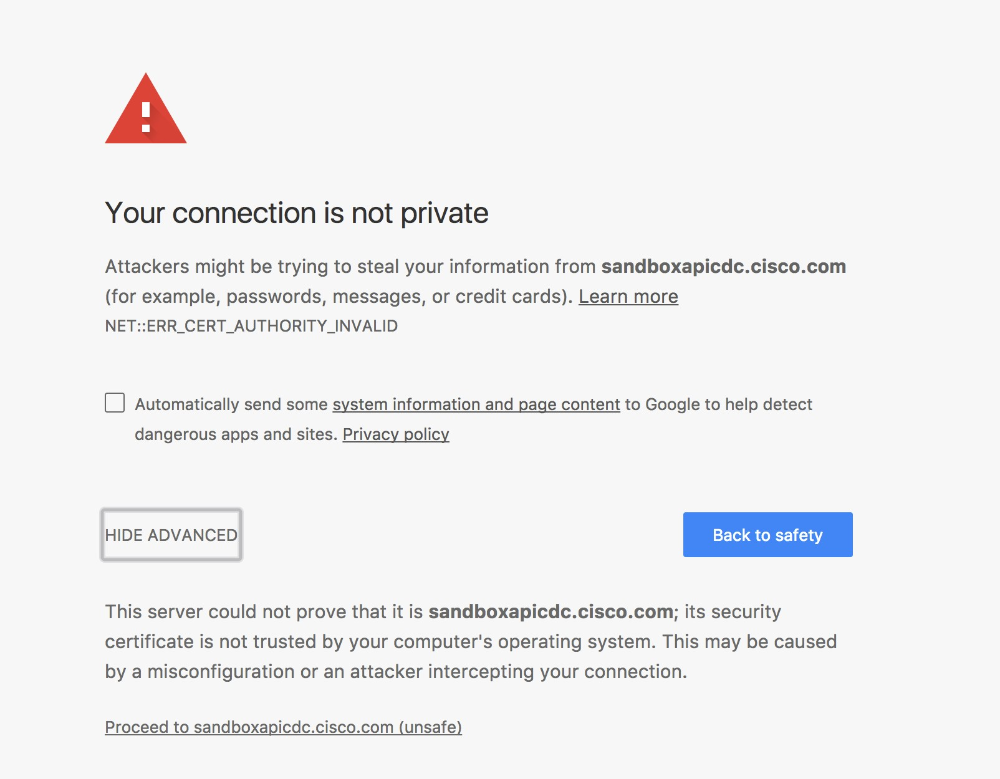 Your connection is not private
Attackers might be trying to steal your information from sandboxapicdc.cisco.com
(for example, passwords, messages, or credit cards). Learn more
NET::ERR_CERT_AUTHORITY_INVALID
Automatically send some system information and page content to Google to help detect
dangerous apps and sites. Privacy policy
HIDE ADVANCED
Back to safety
This server could not prove that it is sandboxapicdc.cisco.com; its security
certificate is not trusted by your computer's operating system. This may be caused
by a misconfiguration or an attacker intercepting your connection.
Proceed to sandboxapicdc.cisco.com (unsafe)